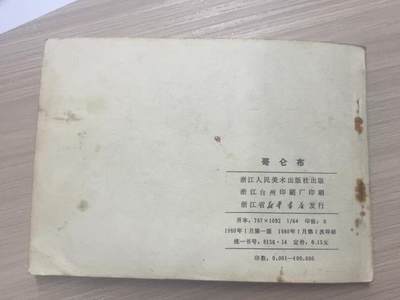 哥仑布
浙江人民美术出版社出版
浙江台州印刷厂印刷
浙江省新华书店发行
开本：787×1092 1/64 印张：2
1980年1月第一版 1980年1月第1次印刷
统一书号：8156·14 定价：0.15元
印数：0,001—400,000